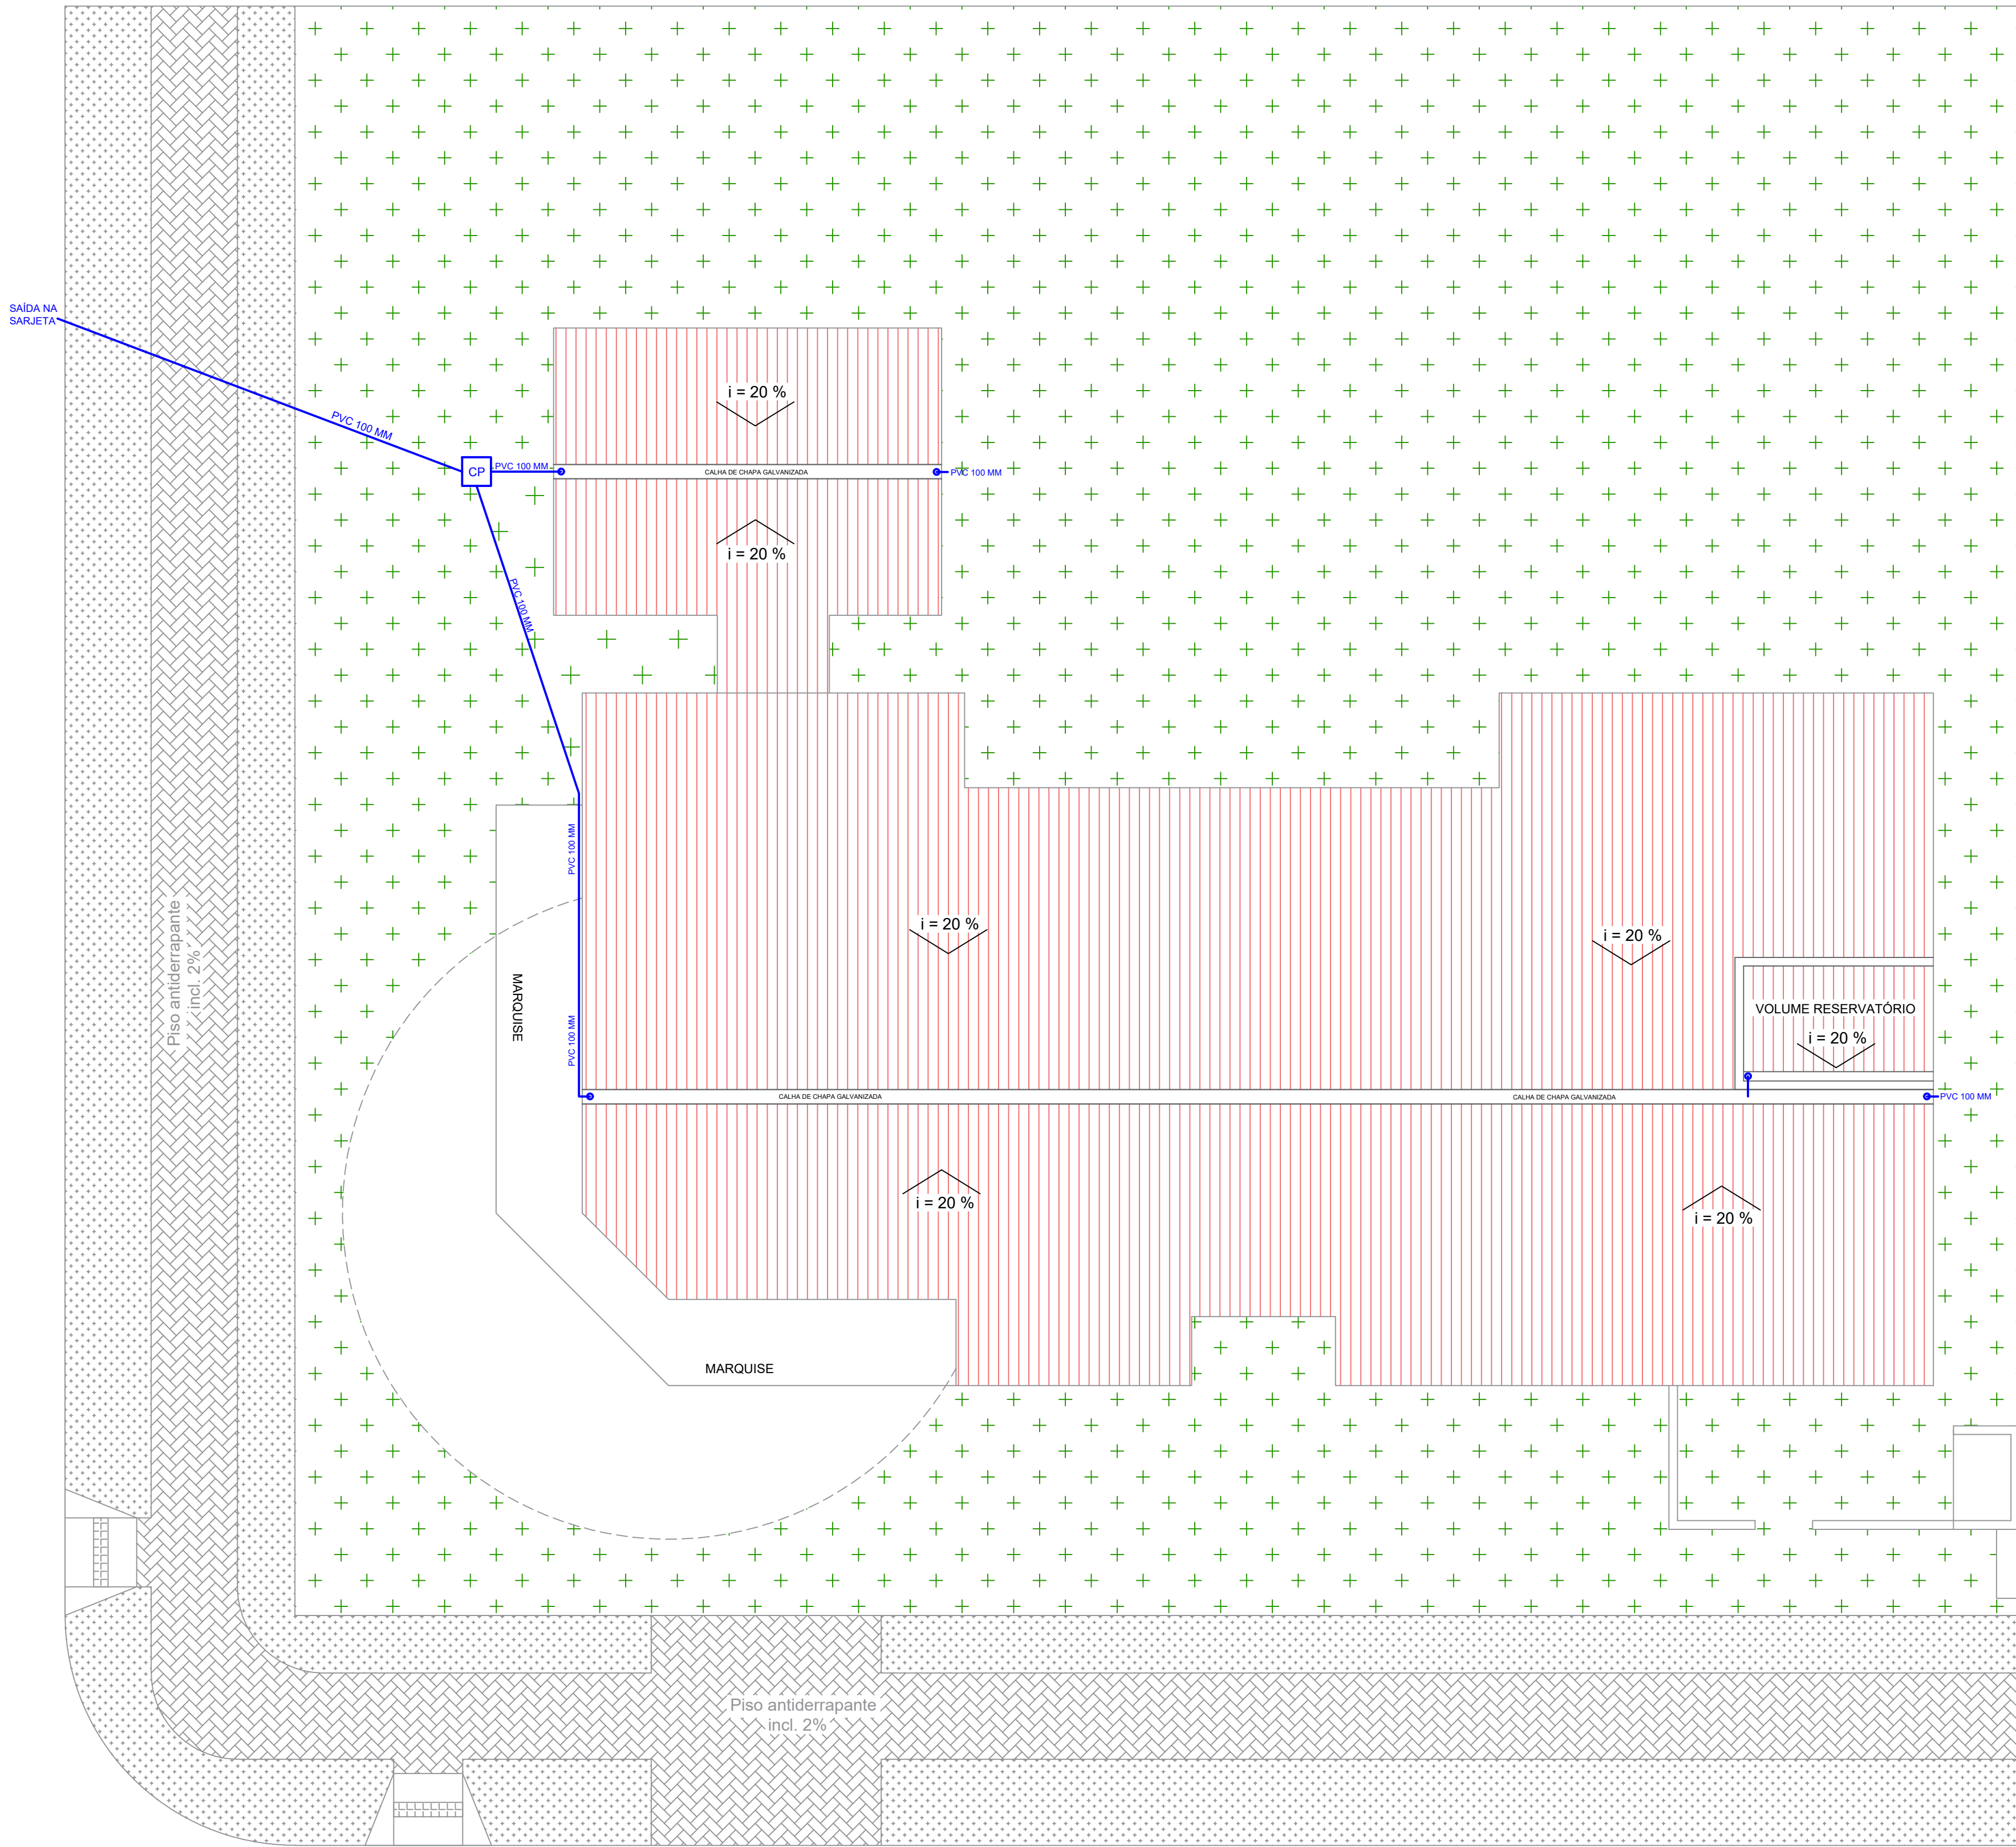 SAÍDA NA
SARJETA
PVC 100 MM
i = 20 %
CP
PVC 100 MM
CALHA DE CHAPA GALVANIZADA
PVC 100 MM
i = 20 %
PVC 100 MM
PVC 100 MM
i = 20 %
i = 20 %
Piso antiderrapante
incl. 2%
MARQUISE
VOLUME RESERVATÓRIO
i = 20 %
PVC 100 MM
CALHA DE CHAPA GALVANIZADA
CALHA DE CHAPA GALVANIZADA
PVC 100 MM
i = 20 %
i = 20 %
MARQUISE
Piso antiderrapante
incl. 2%